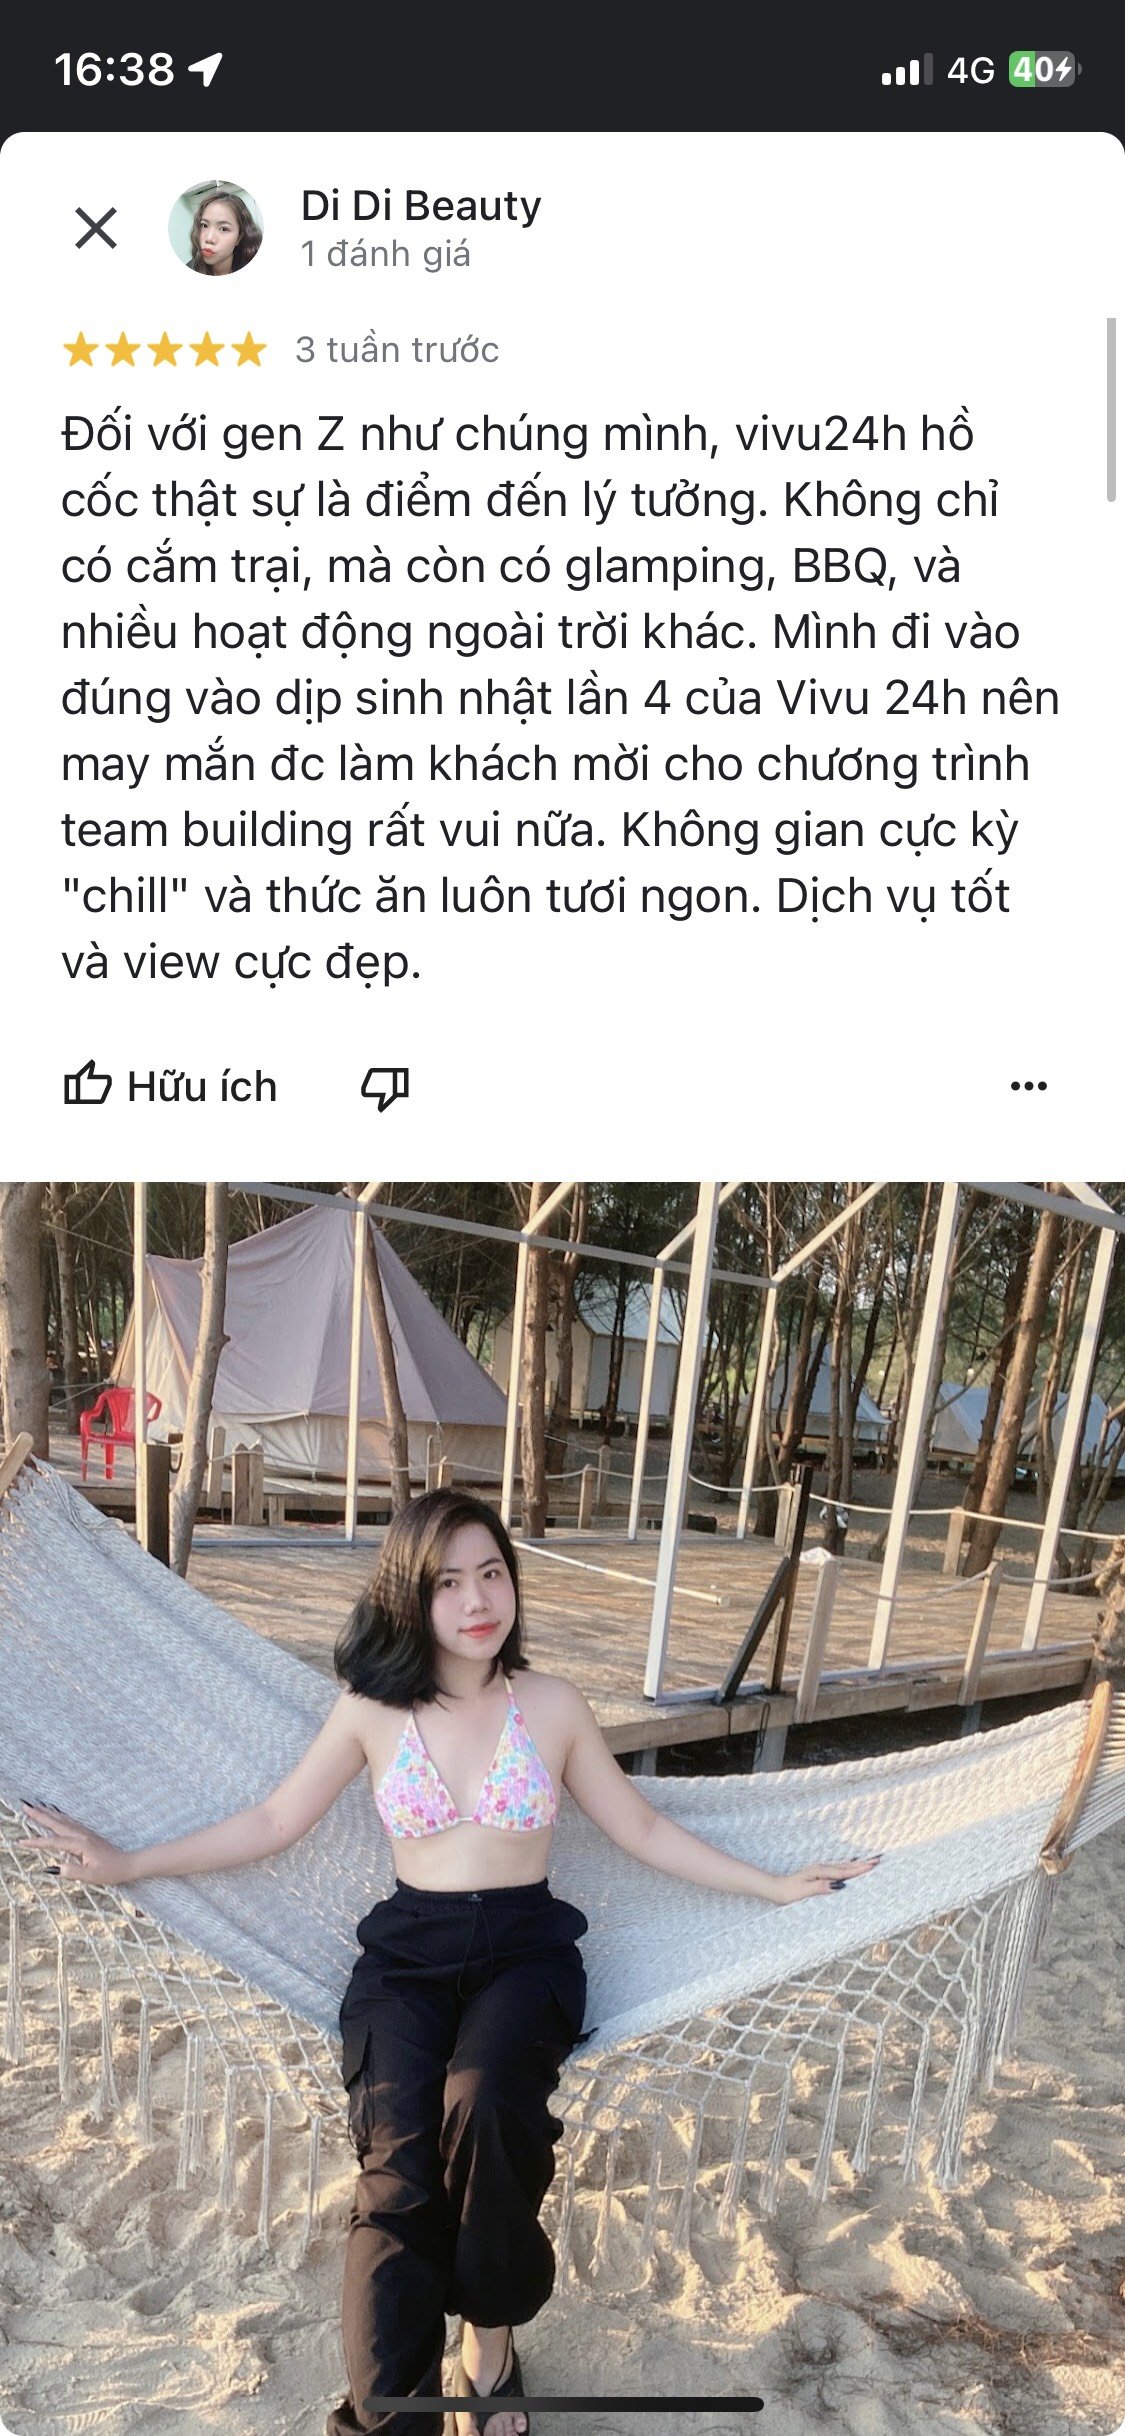 16:38
4G
40
Di Di Beauty
1 đánh giá
3 tuần trước
Đối với gen Z như chúng mình, vivu24h hồ
cốc thật sự là điểm đến lý tưởng. Không chỉ
có cắm trại, mà còn có glamping, BBQ, và
nhiều hoạt động ngoài trời khác. Mình đi vào
đúng vào dịp sinh nhật lần 4 của Vivu 24h nên
may mắn đc làm khách mời cho chương trình
team building rất vui nữa. Không gian cực kỳ
"chill" và thức ăn luôn tươi ngon. Dịch vụ tốt
và view cực đẹp.
Hữu ích